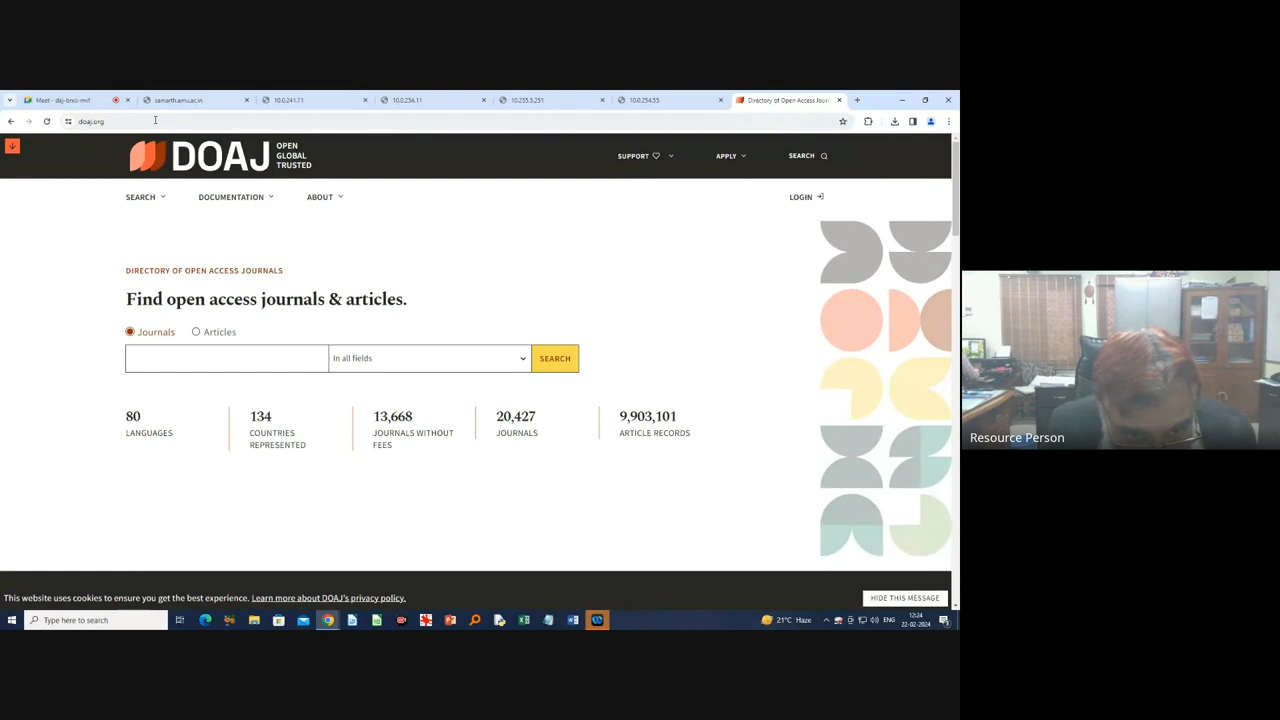 Meet - daj-brxo-mvf
samarth.amu.ac.in
10.0.241.11
10.0.254.11
10.255.5.251
10.0.254.55
Directory of Open Access Journ
doaj.org
DOAJ
OPEN
GLOBAL
TRUSTED
SUPPORT
APPLY
SEARCH
SEARCH
DOCUMENTATION
ABOUT
LOGIN
DIRECTORY OF OPEN ACCESS JOURNALS
Find open access journals & articles.
Journals
Articles
In all fields
SEARCH
80
LANGUAGES
134
COUNTRIES
REPRESENTED
13,668
JOURNALS WITHOUT
FEES
20,427
JOURNALS
9,903,101
ARTICLE RECORDS
Resource Person
This website uses cookies to ensure you get the best experience. Learn more about DOAJ's privacy policy.
HIDE THIS MESSAGE
Type here to search
21°C Haze
ENG
12:24
22-02-2024